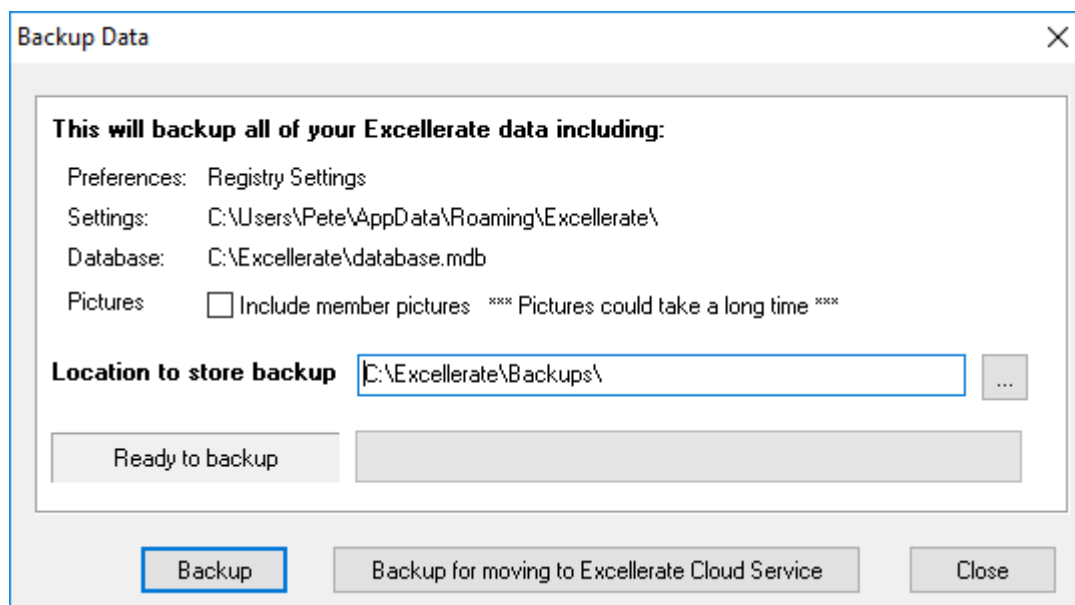 Backup Data
This will backup all of your Excellerate data including:
Preferences: Registry Settings
Settings: C:\Users\Pete\AppData\Roaming\Excellerate\
Database: C:\Excellerate\database.mdb
Pictures Include member pictures *** Pictures could take a long time ***
Location to store backup C:\Excellerate\Backups\ ...
Ready to backup
Backup Backup for moving to Excellerate Cloud Service Close